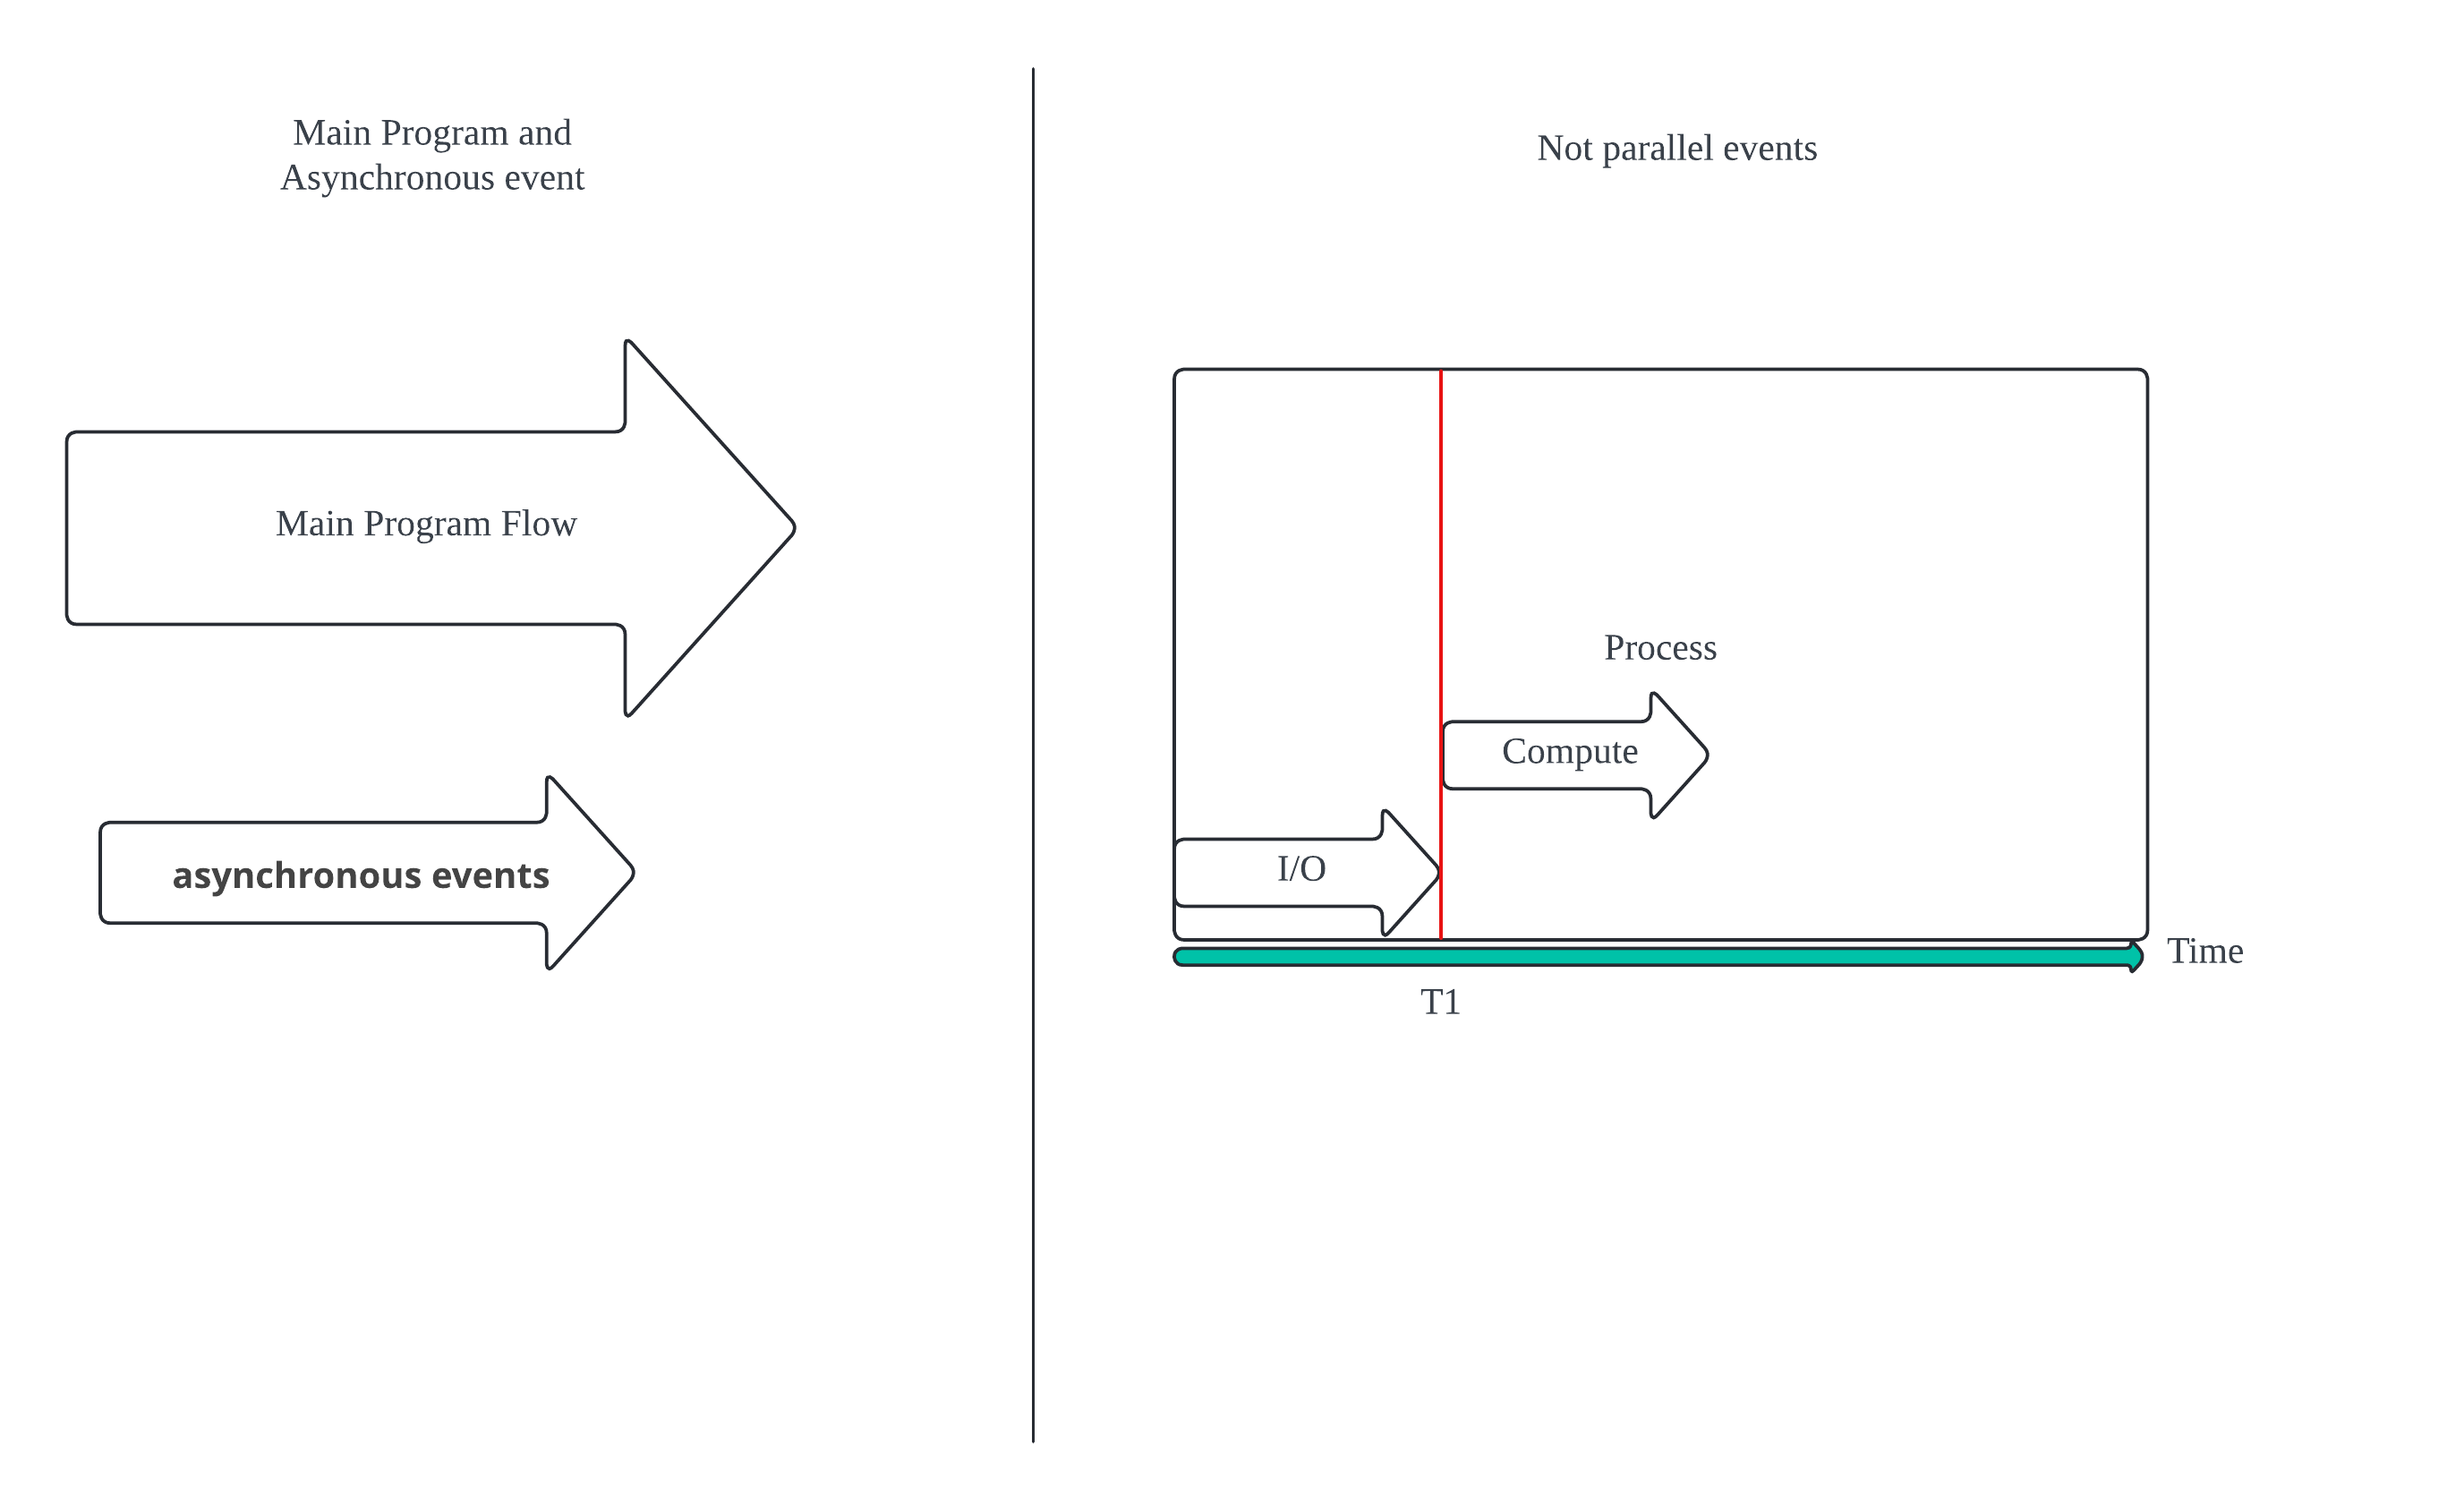 Main Program and
Asynchronous event
Main Program Flow
asynchronous events
Not parallel events
Process
Compute
I/O
Time
T1